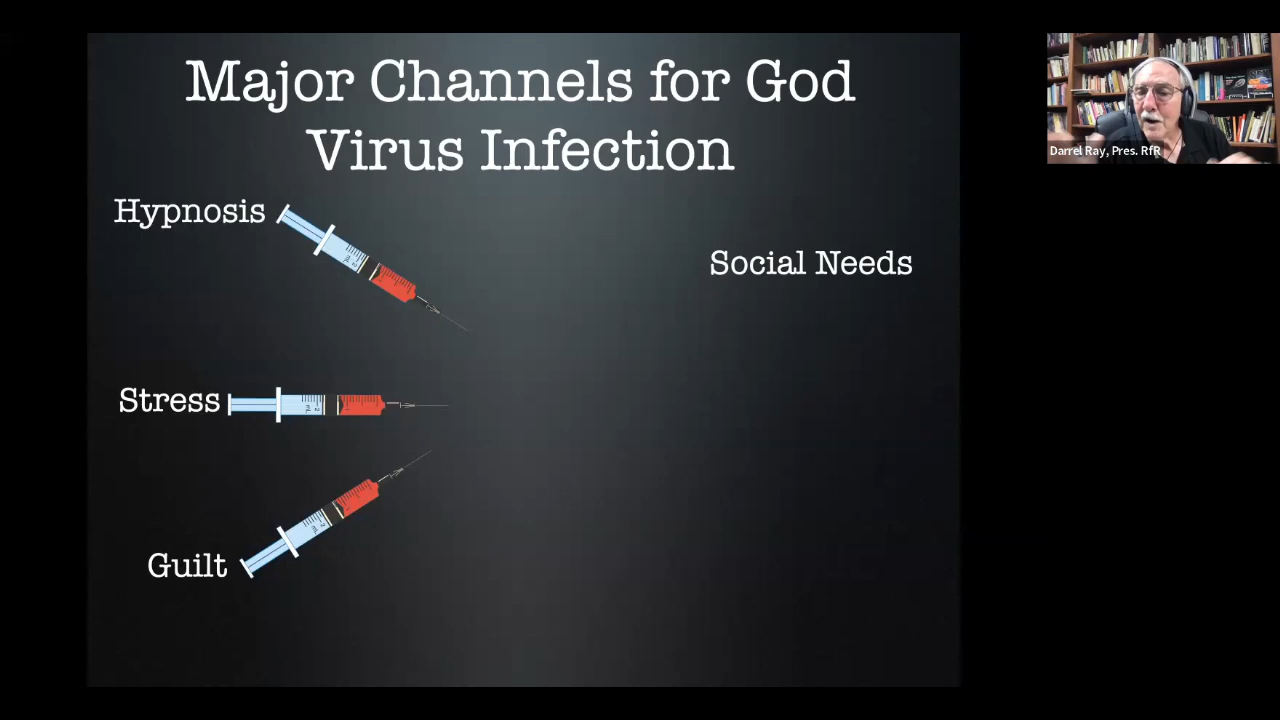 Major Channels for God
Virus Infection
Hypnosis
Social Needs
Stress
Guilt
Darrel Ray, Pres. RfR